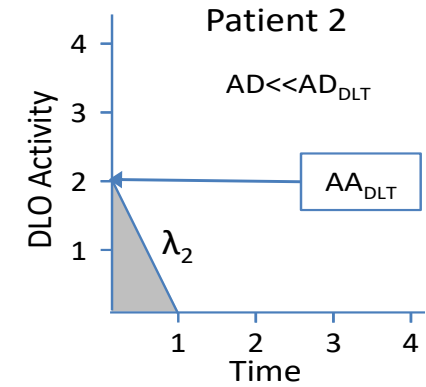 Patient 2
AD<<AD_DLT
AA_DLT
λ₂
DLO Activity
4
3
2
1
1 2 3 4
Time